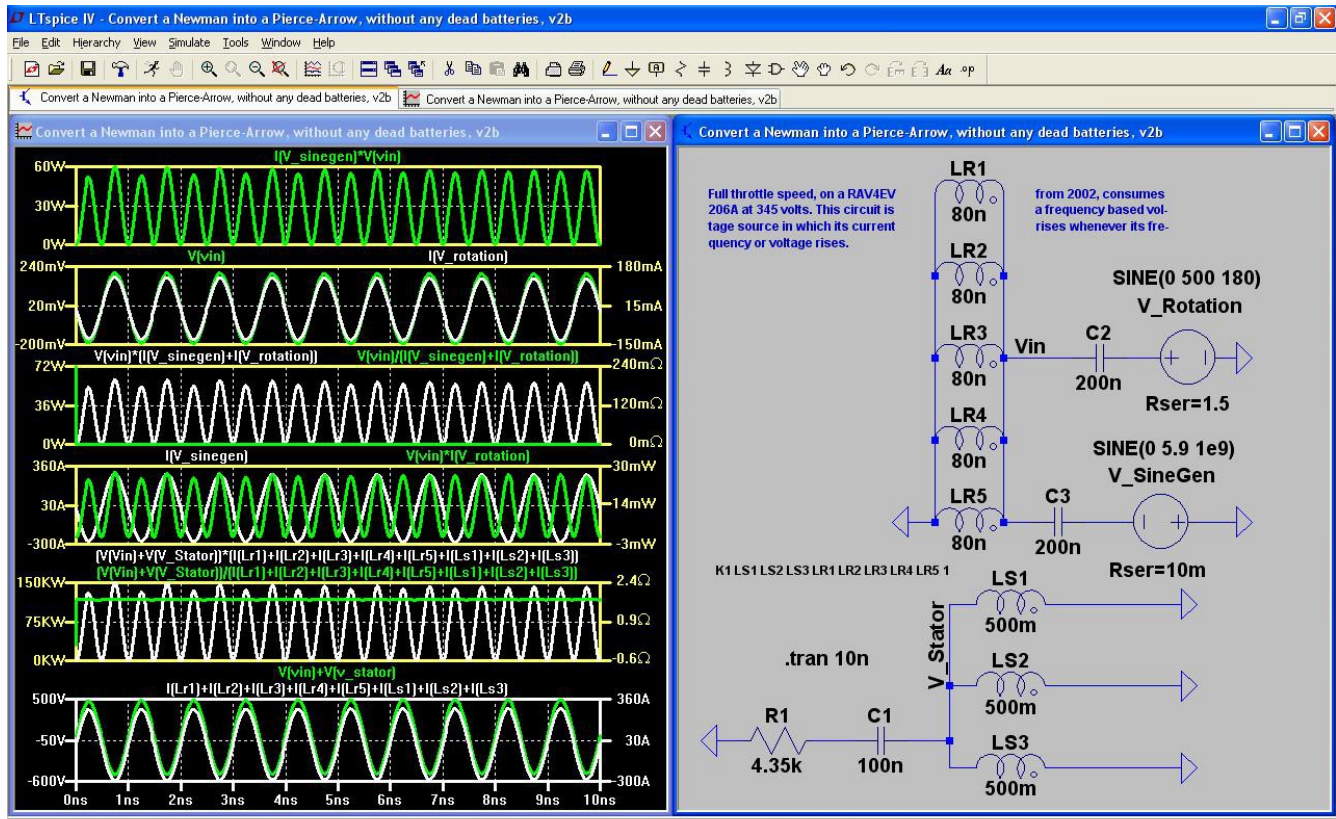 LTspice IV - Convert a Newman into a Pierce-Arrow, without any dead batteries, v2b
File Edit Hierarchy View Simulate Tools Window Help
Aa .op
Convert a Newman into a Pierce-Arrow, without any dead batteries, v2b
Convert a Newman into a Pierce-Arrow, without any dead batteries, v2b
Convert a Newman into a Pierce-Arrow, without any dead batteries, v2b
I(V_sinegen)*V(vin)
60W
30W
0W
V(vin) I(V_rotation)
240mV 180mA
20mV 15mA
-200mV -150mA
V(vin)*(I(V_sinegen)+I(V_rotation)) V(vin)/(I(V_sinegen)+I(V_rotation))
72W 240mΩ
36W 120mΩ
0W 0mΩ
I(V_sinegen) V(vin)*I(V_rotation)
360A 30mW
30A 14mW
-300A -3mW
(V(Vin)+V(V_Stator))*(I(Lr1)+I(Lr2)+I(Lr3)+I(Lr4)+I(Lr5)+I(Ls1)+I(Ls2)+I(Ls3))
(V(Vin)+V(V_Stator))/(I(Lr1)+I(Lr2)+I(Lr3)+I(Lr4)+I(Lr5)+I(Ls1)+I(Ls2)+I(Ls3))
150KW 2.4Ω
75KW 0.9Ω
0KW -0.6Ω
V(vin)+V(v_stator)
I(Lr1)+I(Lr2)+I(Lr3)+I(Lr4)+I(Lr5)+I(Ls1)+I(Ls2)+I(Ls3)
500V 360A
-50V 30A
-600V -300A
0ns 1ns 2ns 3ns 4ns 5ns 6ns 7ns 8ns 9ns 10ns
Convert a Newman into a Pierce-Arrow, without any dead batteries, v2b
Full throttle speed, on a RAV4EV from 2002, consumes
206A at 345 volts. This circuit is a frequency based vol-
tage source in which its current rises whenever its fre-
quency or voltage rises.
LR1
80n
LR2
80n
LR3
80n
LR4
80n
LR5
80n
Vin
C2
200n
SINE(0 500 180)
V_Rotation
Rser=1.5
SINE(0 5.9 1e9)
V_SineGen
C3
200n
Rser=10m
K1 LS1 LS2 LS3 LR1 LR2 LR3 LR4 LR5 1
LS1
500m
V_Stator
.tran 10n
LS2
500m
R1
4.35k
C1
100n
LS3
500m